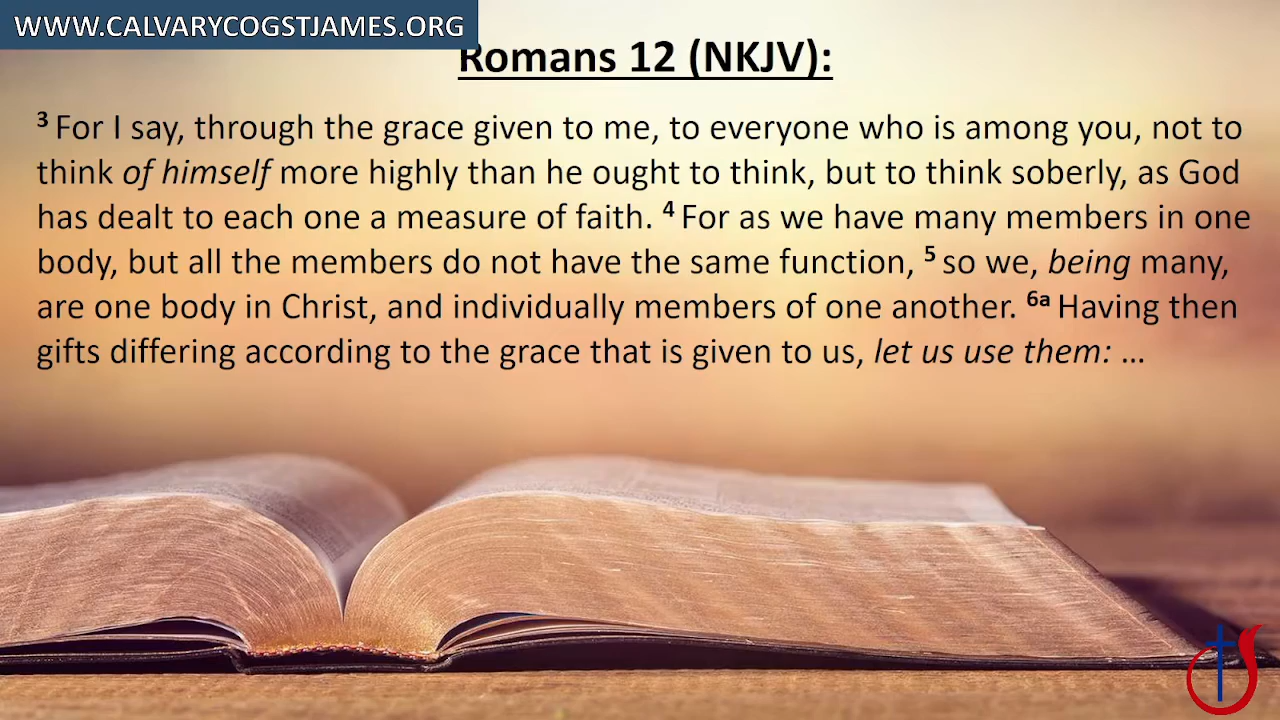 WWW.CALVARYCOGSTJAMES.ORG
Romans 12 (NKJV):
3 For I say, through the grace given to me, to everyone who is among you, not to
think of himself more highly than he ought to think, but to think soberly, as God
has dealt to each one a measure of faith. 4 For as we have many members in one
body, but all the members do not have the same function, 5 so we, being many,
are one body in Christ, and individually members of one another. 6a Having then
gifts differing according to the grace that is given to us, let us use them: …